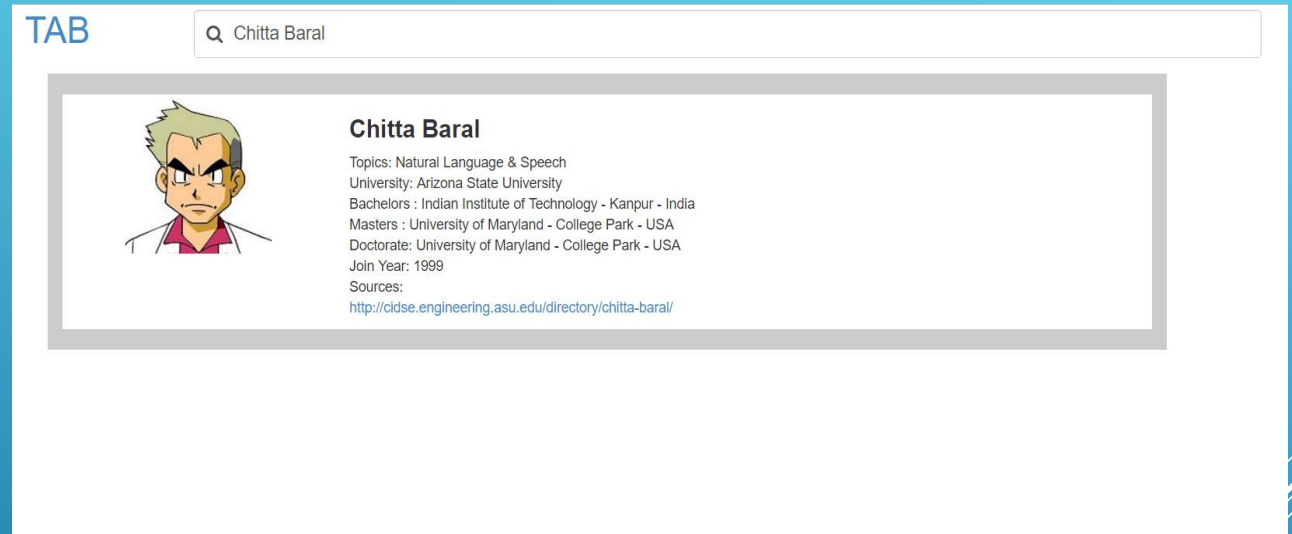 TAB
Chitta Baral
Chitta Baral
Topics: Natural Language & Speech
University: Arizona State University
Bachelors : Indian Institute of Technology - Kanpur - India
Masters : University of Maryland - College Park - USA
Doctorate: University of Maryland - College Park - USA
Join Year: 1999
Sources:
http://cidse.engineering.asu.edu/directory/chitta-baral/